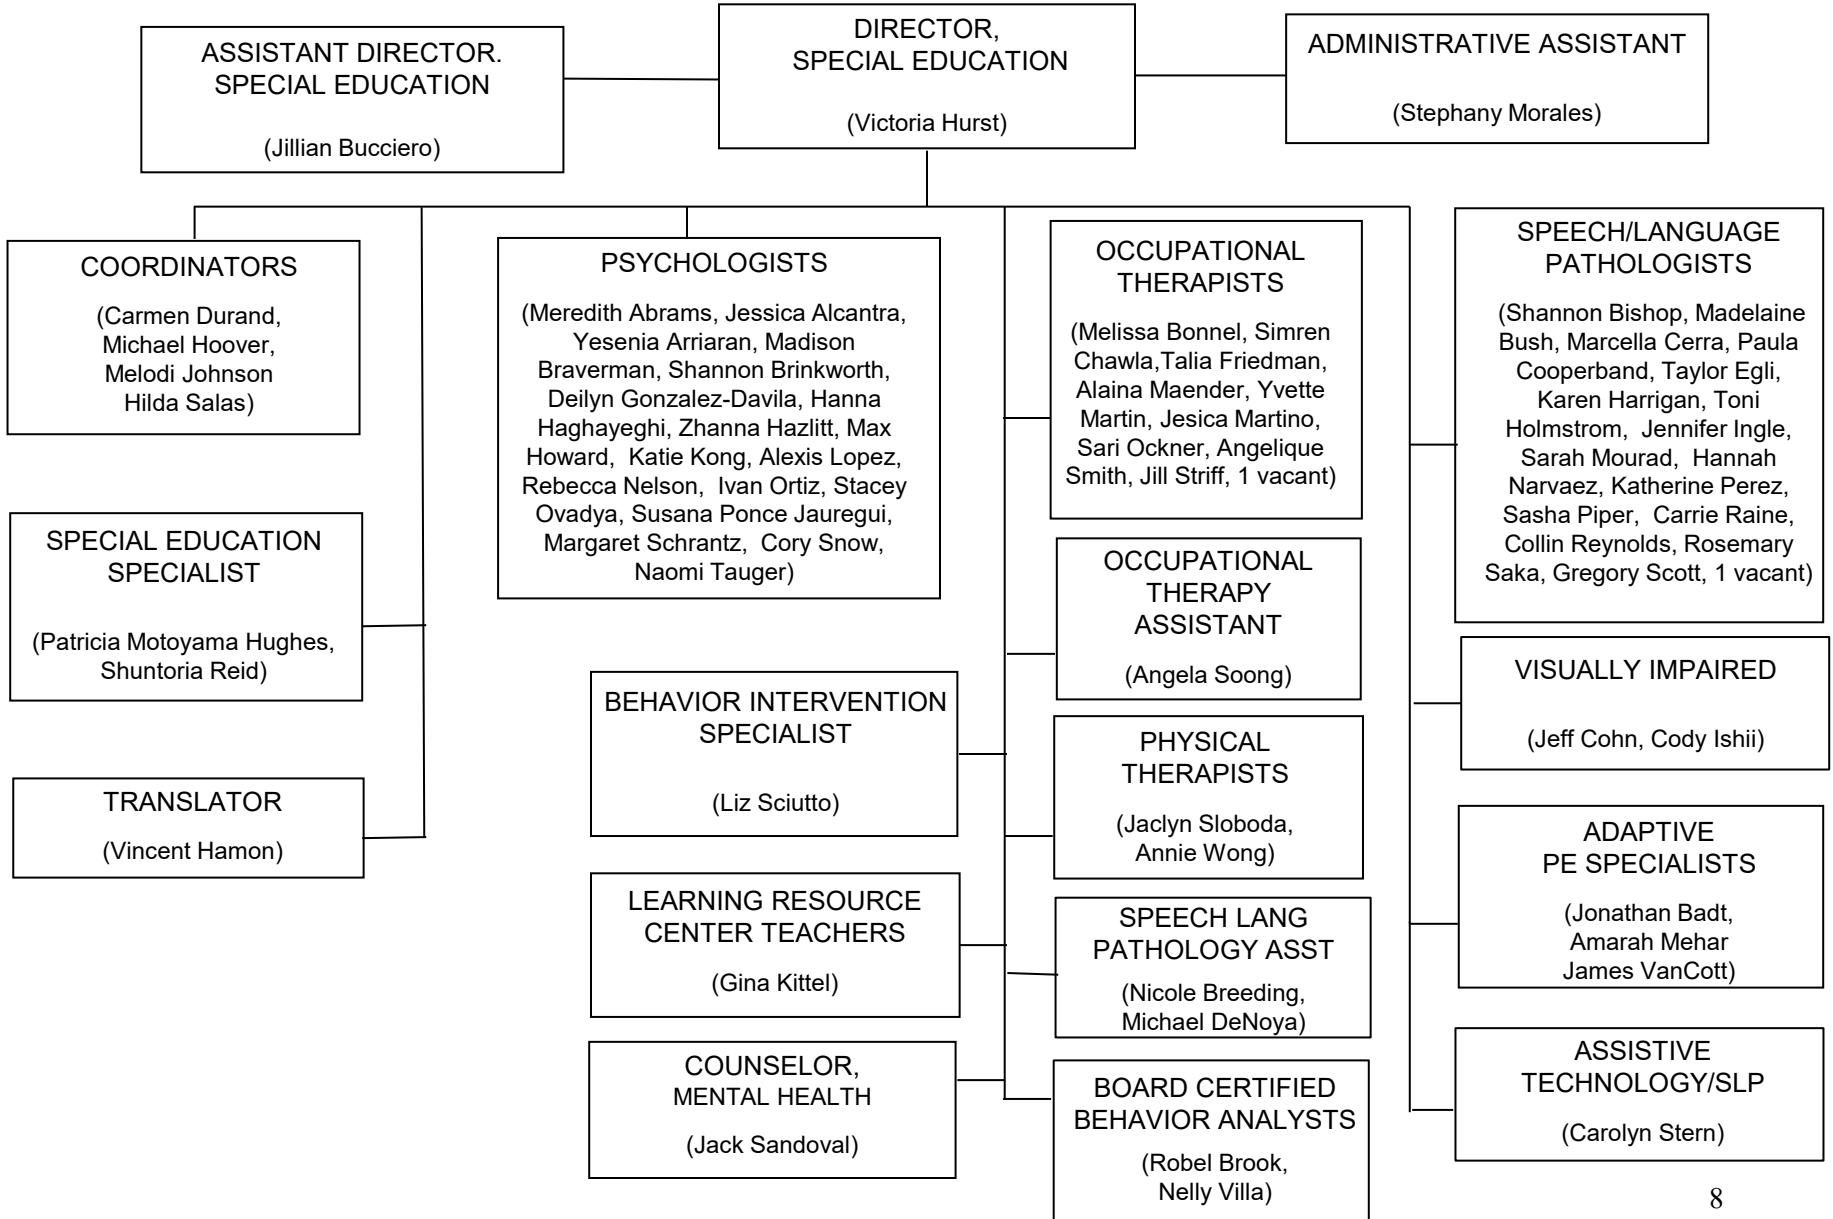 ASSISTANT DIRECTOR.
SPECIAL EDUCATION
(Jillian Bucciero)
DIRECTOR,
SPECIAL EDUCATION
(Victoria Hurst)
ADMINISTRATIVE ASSISTANT
(Stephany Morales)
COORDINATORS
(Carmen Durand,
Michael Hoover,
Melodi Johnson
Hilda Salas)
SPECIAL EDUCATION
SPECIALIST
(Patricia Motoyama Hughes,
Shuntoria Reid)
TRANSLATOR
(Vincent Hamon)
PSYCHOLOGISTS
(Meredith Abrams, Jessica Alcantra,
Yesenia Arriaran, Madison
Braverman, Shannon Brinkworth,
Deilyn Gonzalez-Davila, Hanna
Haghayeghi, Zhanna Hazlitt, Max
Howard, Katie Kong, Alexis Lopez,
Rebecca Nelson, Ivan Ortiz, Stacey
Ovadya, Susana Ponce Jauregui,
Margaret Schrantz, Cory Snow,
Naomi Tauger)
BEHAVIOR INTERVENTION
SPECIALIST
(Liz Sciutto)
LEARNING RESOURCE
CENTER TEACHERS
(Gina Kittel)
COUNSELOR,
MENTAL HEALTH
(Jack Sandoval)
OCCUPATIONAL
THERAPISTS
(Melissa Bonnel, Simren
Chawla,Talia Friedman,
Alaina Maender, Yvette
Martin, Jesica Martino,
Sari Ockner, Angelique
Smith, Jill Striff, 1 vacant)
OCCUPATIONAL
THERAPY
ASSISTANT
(Angela Soong)
PHYSICAL
THERAPISTS
(Jaclyn Sloboda,
Annie Wong)
SPEECH LANG
PATHOLOGY ASST
(Nicole Breeding,
Michael DeNoya)
BOARD CERTIFIED
BEHAVIOR ANALYSTS
(Robel Brook,
Nelly Villa)
SPEECH/LANGUAGE
PATHOLOGISTS
(Shannon Bishop, Madelaine
Bush, Marcella Cerra, Paula
Cooperband, Taylor Egli,
Karen Harrigan, Toni
Holmstrom, Jennifer Ingle,
Sarah Mourad, Hannah
Narvaez, Katherine Perez,
Sasha Piper, Carrie Raine,
Collin Reynolds, Rosemary
Saka, Gregory Scott, 1 vacant)
VISUALLY IMPAIRED
(Jeff Cohn, Cody Ishii)
ADAPTIVE
PE SPECIALISTS
(Jonathan Badt,
Amarah Mehar
James VanCott)
ASSISTIVE
TECHNOLOGY/SLP
(Carolyn Stern)
8